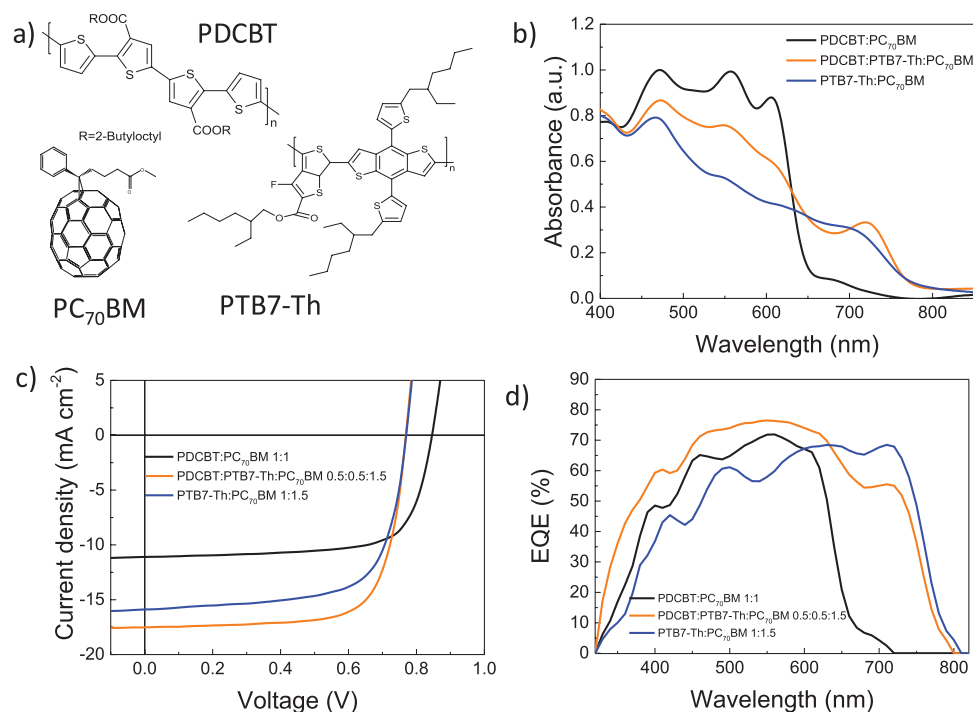 a)
PDCBT
ROOC
S
S
S
S
COOR
n
R=2-Butyloctyl
PC70BM
PTB7-Th
S
S
F
O
O
S
S
S
S
n
O
O
b)
PDCBT:PC70BM
PDCBT:PTB7-Th:PC70BM
PTB7-Th:PC70BM
Absorbance (a.u.)
1.2
1.0
0.8
0.6
0.4
0.2
0.0
400 500 600 700 800
Wavelength (nm)
c)
Current density (mA cm⁻²)
5
0
-5
-10
-15
-20
PDCBT:PC70BM 1:1
PDCBT:PTB7-Th:PC70BM 0.5:0.5:1.5
PTB7-Th:PC70BM 1:1.5
0.0 0.2 0.4 0.6 0.8 1.0
Voltage (V)
d)
EQE (%)
90
80
70
60
50
40
30
20
10
0
PDCBT:PC70BM 1:1
PDCBT:PTB7-Th:PC70BM 0.5:0.5:1.5
PTB7-Th:PC70BM 1:1.5
400 500 600 700 800
Wavelength (nm)